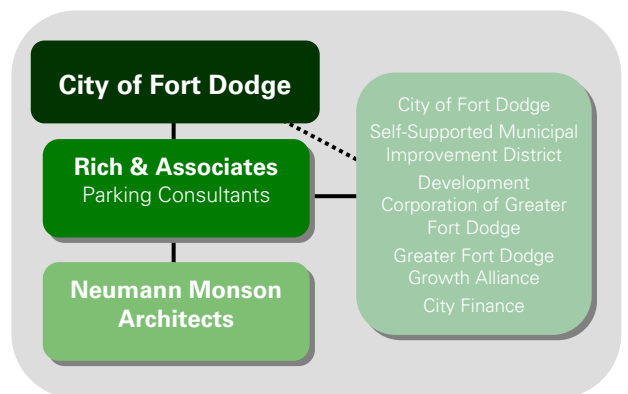 City of Fort Dodge
Rich & Associates
Parking Consultants
Neumann Monson
Architects
City of Fort Dodge
Self-Supported Municipal
Improvement District
Development
Corporation of Greater
Fort Dodge
Greater Fort Dodge
Growth Alliance
City Finance